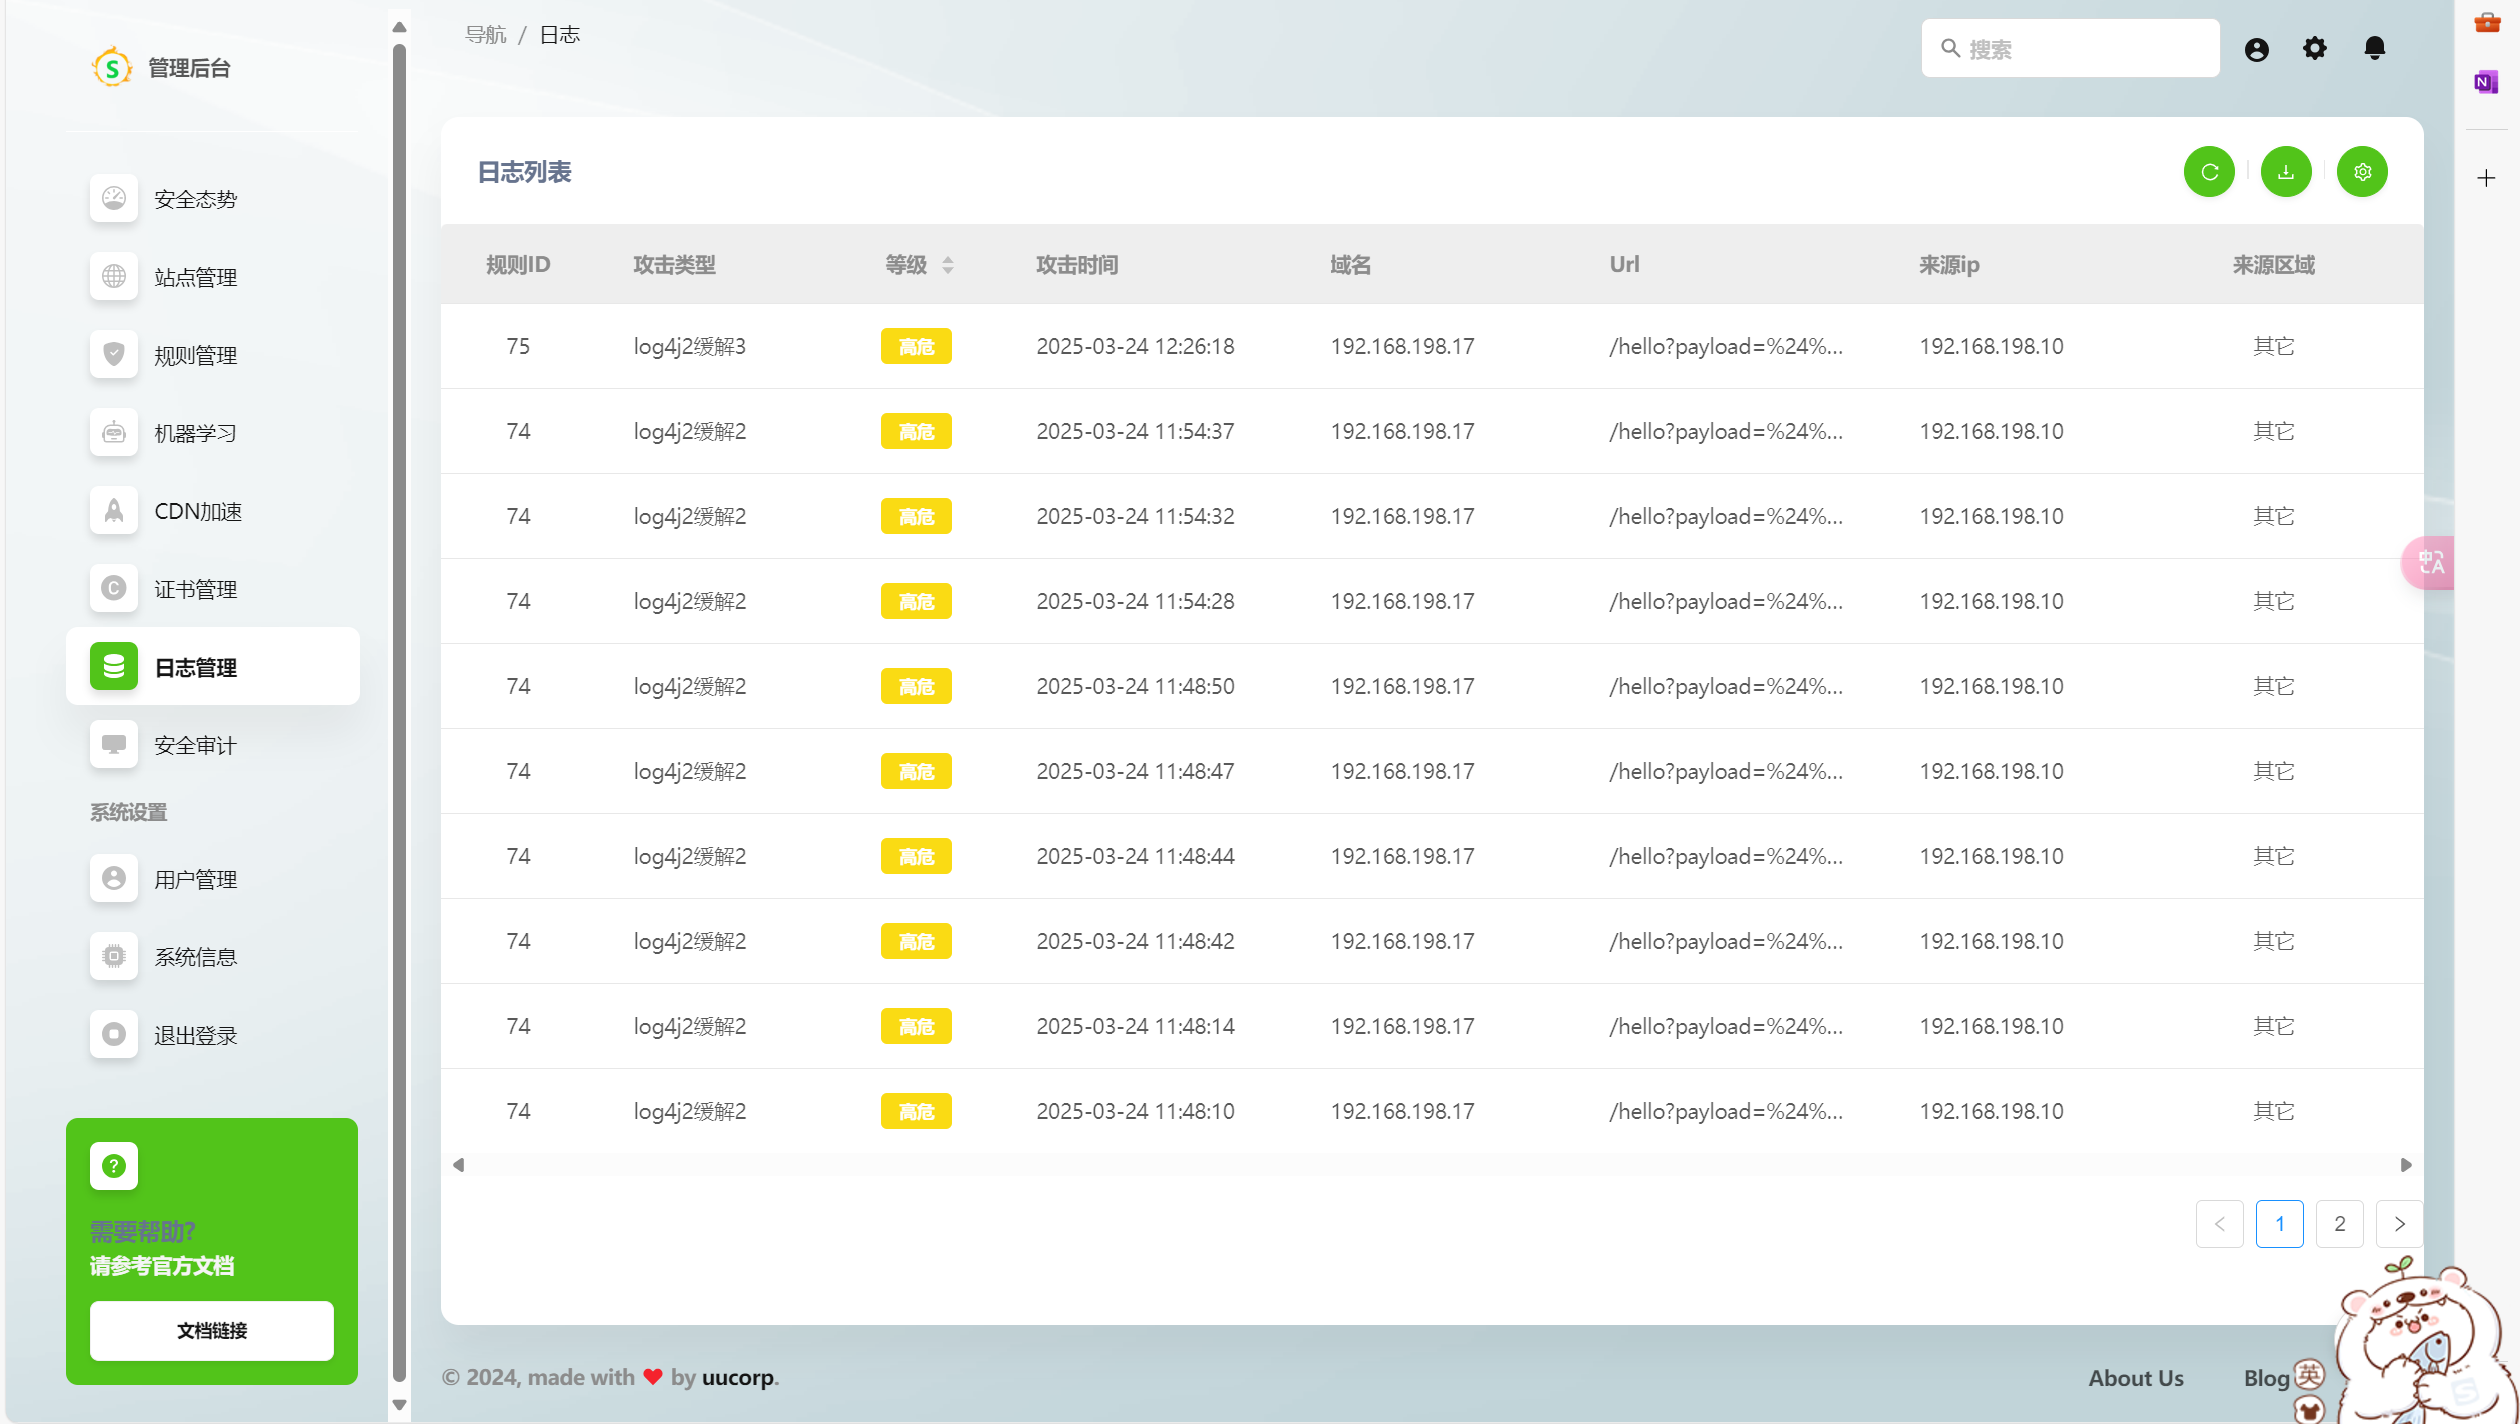 管理后台
安全态势
站点管理
规则管理
机器学习
CDN加速
证书管理
日志管理
安全审计
系统设置
用户管理
系统信息
退出登录
需要帮助?
请参考官方文档
文档链接
导航 / 日志
搜索
日志列表
规则ID 攻击类型 等级 攻击时间 域名 Url 来源ip 来源区域
75 log4j2缓解3 高危 2025-03-24 12:26:18 192.168.198.17 /hello?payload=%24%... 192.168.198.10 其它
74 log4j2缓解2 高危 2025-03-24 11:54:37 192.168.198.17 /hello?payload=%24%... 192.168.198.10 其它
74 log4j2缓解2 高危 2025-03-24 11:54:32 192.168.198.17 /hello?payload=%24%... 192.168.198.10 其它
74 log4j2缓解2 高危 2025-03-24 11:54:28 192.168.198.17 /hello?payload=%24%... 192.168.198.10 其它
74 log4j2缓解2 高危 2025-03-24 11:48:50 192.168.198.17 /hello?payload=%24%... 192.168.198.10 其它
74 log4j2缓解2 高危 2025-03-24 11:48:47 192.168.198.17 /hello?payload=%24%... 192.168.198.10 其它
74 log4j2缓解2 高危 2025-03-24 11:48:44 192.168.198.17 /hello?payload=%24%... 192.168.198.10 其它
74 log4j2缓解2 高危 2025-03-24 11:48:42 192.168.198.17 /hello?payload=%24%... 192.168.198.10 其它
74 log4j2缓解2 高危 2025-03-24 11:48:14 192.168.198.17 /hello?payload=%24%... 192.168.198.10 其它
74 log4j2缓解2 高危 2025-03-24 11:48:10 192.168.198.17 /hello?payload=%24%... 192.168.198.10 其它
1 2
© 2024, made with ❤ by uucorp.
About Us Blog
英